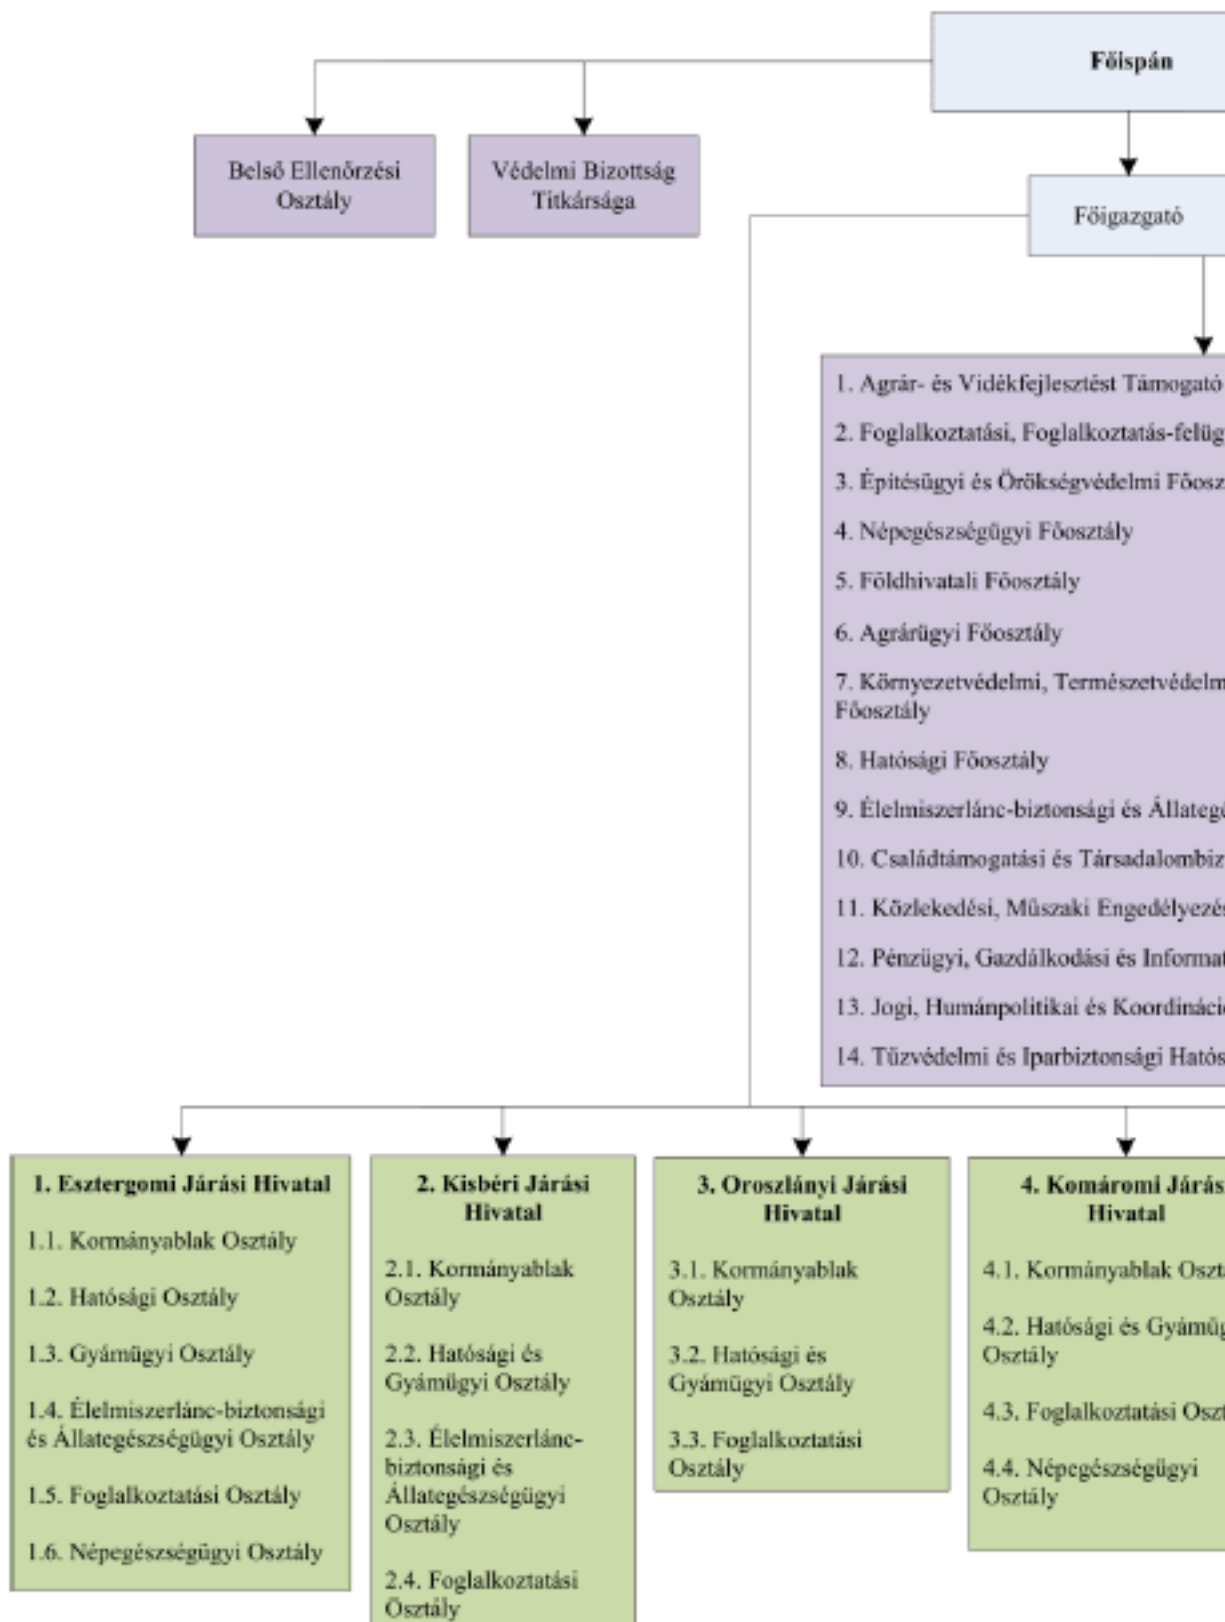 Főispán
Belső Ellenőrzési
Osztály
Védelmi Bizottság
Titkársága
Főigazgató
1. Agrár- és Vidékfejlesztést Támogató
2. Foglalkoztatási, Foglalkoztatás-felüg
3. Építésügyi és Örökségvédelmi Főosz
4. Népegészségügyi Főosztály
5. Földhivatali Főosztály
6. Agrárügyi Főosztály
7. Környezetvédelmi, Természetvédelm
Főosztály
8. Hatósági Főosztály
9. Élelmiszerlánc-biztonsági és Állategé
10. Családtámogatási és Társadalombiz
11. Közlekedési, Műszaki Engedélyezés
12. Pénzügyi, Gazdálkodási és Informat
13. Jogi, Humánpolitikai és Koordináció
14. Tűzvédelmi és Iparbiztonsági Hatós
1. Esztergomi Járási Hivatal
1.1. Kormányablak Osztály
1.2. Hatósági Osztály
1.3. Gyámügyi Osztály
1.4. Élelmiszerlánc-biztonsági
és Állategészségügyi Osztály
1.5. Foglalkoztatási Osztály
1.6. Népegészségügyi Osztály
2. Kisbéri Járási
Hivatal
2.1. Kormányablak
Osztály
2.2. Hatósági és
Gyámügyi Osztály
2.3. Élelmiszerlánc-
biztonsági és
Állategészségügyi
Osztály
2.4. Foglalkoztatási
Osztály
3. Oroszlányi Járási
Hivatal
3.1. Kormányablak
Osztály
3.2. Hatósági és
Gyámügyi Osztály
3.3. Foglalkoztatási
Osztály
4. Komáromi Járás
Hivatal
4.1. Kormányablak Oszt
4.2. Hatósági és Gyámüg
Osztály
4.3. Foglalkoztatási Oszt
4.4. Népegészségügyi
Osztály